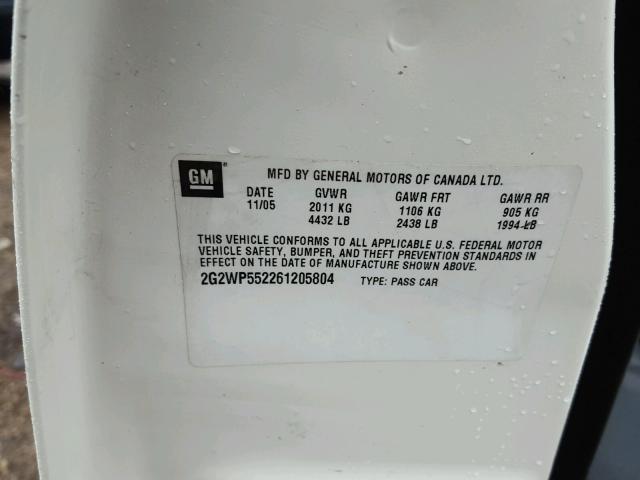 GM
MFD BY GENERAL MOTORS OF CANADA LTD.
DATE GVWR GAWR FRT GAWR RR
11/05 2011 KG 1106 KG 905 KG
4432 LB 2438 LB 1994 LB
THIS VEHICLE CONFORMS TO ALL APPLICABLE U.S. FEDERAL MOTOR
VEHICLE SAFETY, BUMPER, AND THEFT PREVENTION STANDARDS IN
EFFECT ON THE DATE OF MANUFACTURE SHOWN ABOVE.
2G2WP552261205804 TYPE: PASS CAR